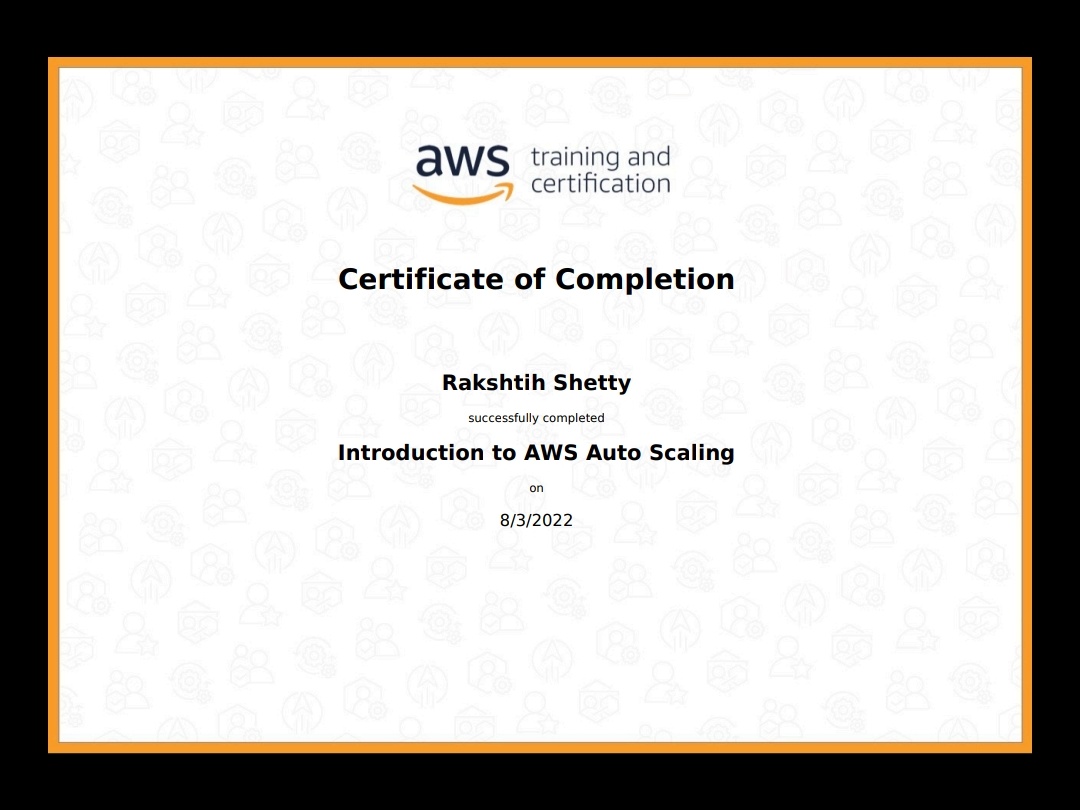 aws training and
certification
Certificate of Completion
Rakshtih Shetty
successfully completed
Introduction to AWS Auto Scaling
on
8/3/2022